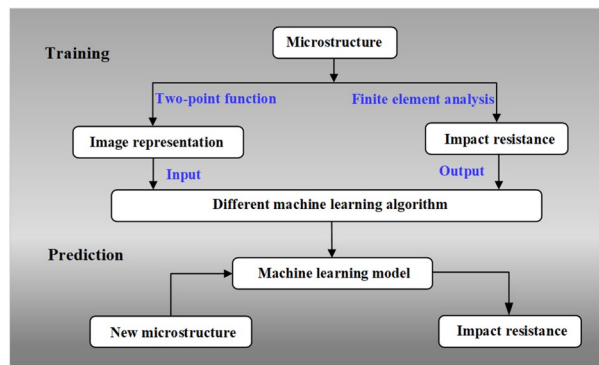 Training
Microstructure
Two-point function
Finite element analysis
Image representation
Impact resistance
Input
Output
Different machine learning algorithm
Prediction
Machine learning model
New microstructure
Impact resistance